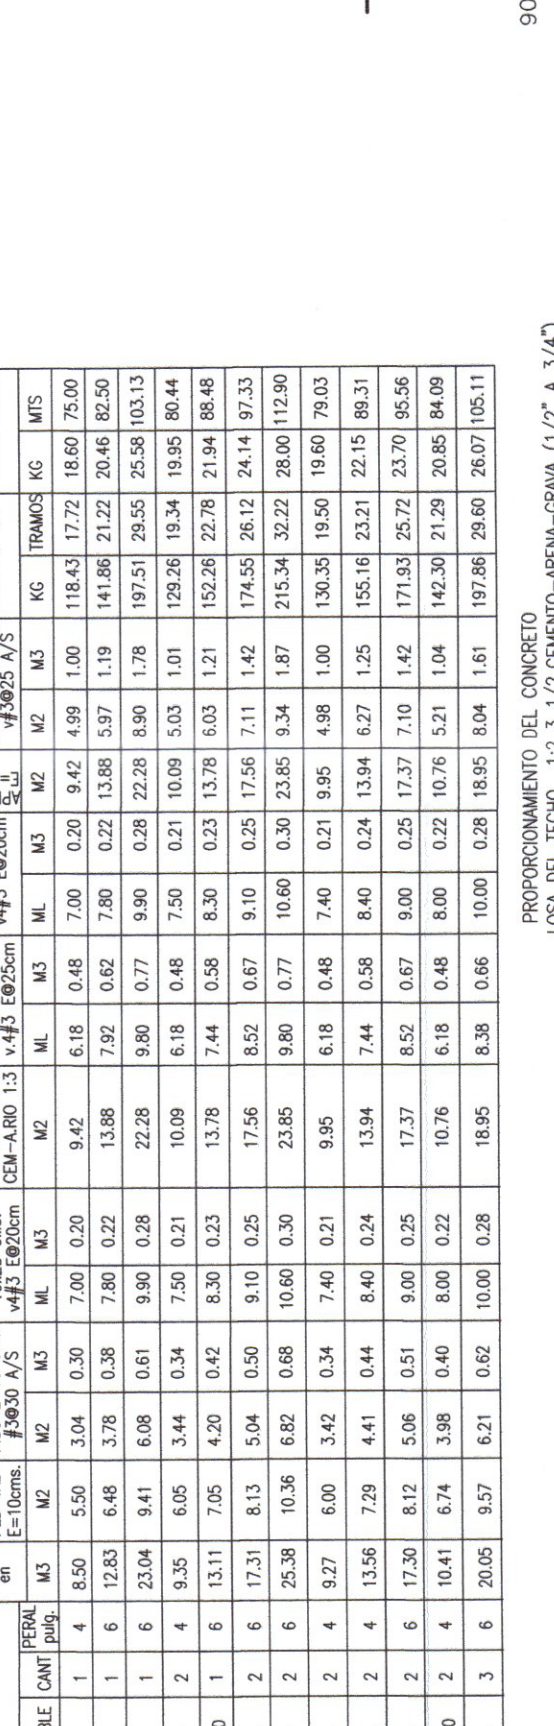 en E=10cms. #3@30 A/S v4#3 E@20cm CEM-A.RIO 1:3 v.4#3 E@25cm v4#3 E@20cm v#3@25 A/S
CANT PERAL pulg. M3 M2 M2 M3 ML M3 M2 ML M3 ML M3 M2 M2 M3 KG TRAMOS KG MTS
1 4 8.50 5.50 3.04 0.30 7.00 0.20 9.42 6.18 0.48 7.00 0.20 9.42 4.99 1.00 118.43 17.72 18.60 75.00
1 6 12.83 6.48 3.78 0.38 7.80 0.22 13.88 7.92 0.62 7.80 0.22 13.88 5.97 1.19 141.86 21.22 20.46 82.50
1 6 23.04 9.41 6.08 0.61 9.90 0.28 22.28 9.80 0.77 9.90 0.28 22.28 8.90 1.78 197.51 29.55 25.58 103.13
2 4 9.35 6.05 3.44 0.34 7.50 0.21 10.09 6.18 0.48 7.50 0.21 10.09 5.03 1.01 129.26 19.34 19.95 80.44
1 6 13.11 7.05 4.20 0.42 8.30 0.23 13.78 7.44 0.58 8.30 0.23 13.78 6.03 1.21 152.26 22.78 21.94 88.48
2 6 17.31 8.13 5.04 0.50 9.10 0.25 17.56 8.52 0.67 9.10 0.25 17.56 7.11 1.42 174.55 26.12 24.14 97.33
2 6 25.38 10.36 6.82 0.68 10.60 0.30 23.85 9.80 0.77 10.60 0.30 23.85 9.34 1.87 215.34 32.22 28.00 112.90
2 4 9.27 6.00 3.42 0.34 7.40 0.21 9.95 6.18 0.48 7.40 0.21 9.95 4.98 1.00 130.35 19.50 19.60 79.03
2 4 13.56 7.29 4.41 0.44 8.40 0.24 13.94 7.44 0.58 8.40 0.24 13.94 6.27 1.25 155.16 23.21 22.15 89.31
2 6 17.30 8.12 5.06 0.51 9.00 0.25 17.37 8.52 0.67 9.00 0.25 17.37 7.10 1.42 171.93 25.72 23.70 95.56
2 4 10.41 6.74 3.98 0.40 8.00 0.22 10.76 6.18 0.48 8.00 0.22 10.76 5.21 1.04 142.30 21.29 20.85 84.09
3 6 20.05 9.57 6.21 0.62 10.00 0.28 18.95 8.38 0.66 10.00 0.28 18.95 8.04 1.61 197.86 29.60 26.07 105.11
90
PROPORCIONAMIENTO DEL CONCRETO
LOSA DEL TECHO 1:2 3 1/2 CEMENTO-ARENA-GRAVA (1/2" A 3/4")